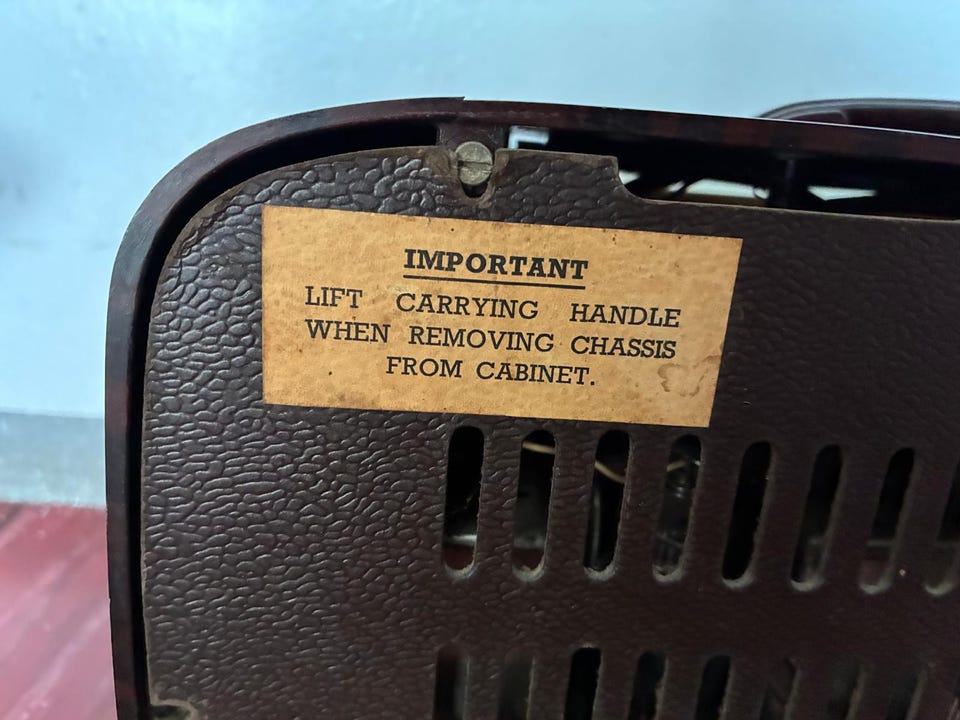 IMPORTANT
LIFT CARRYING HANDLE
WHEN REMOVING CHASSIS
FROM CABINET.